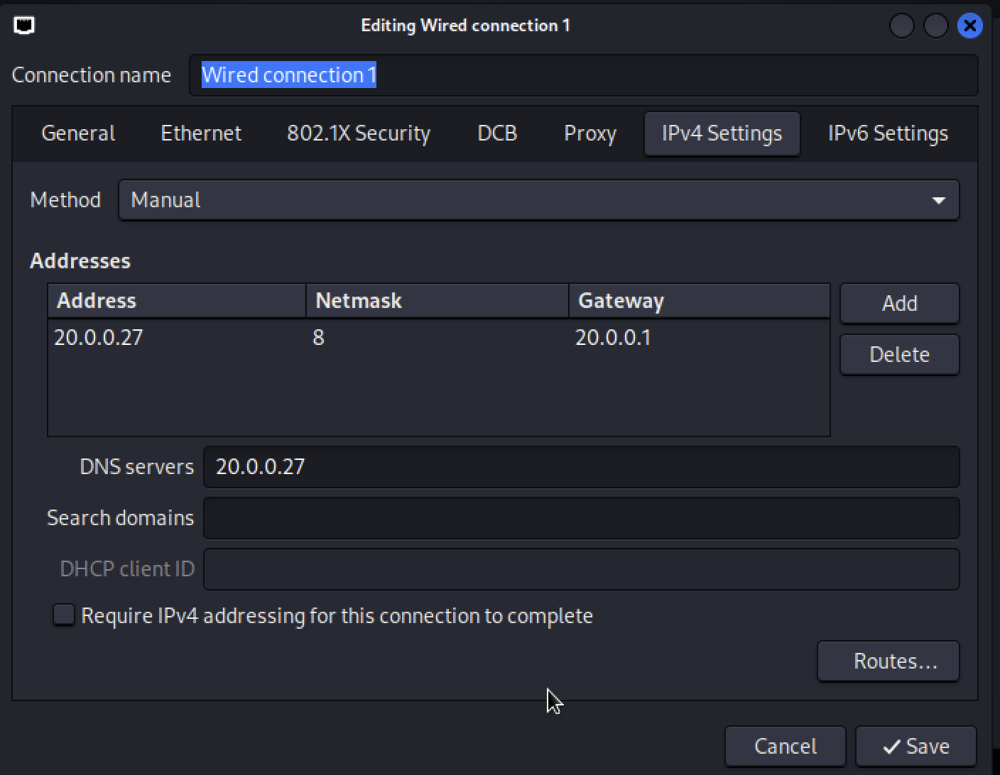 Editing Wired connection 1
Connection name Wired connection 1
General Ethernet 802.1X Security DCB Proxy IPv4 Settings IPv6 Settings
Method Manual
Addresses
Address Netmask Gateway Add
20.0.0.27 8 20.0.0.1
Delete
DNS servers 20.0.0.27
Search domains
DHCP client ID
Require IPv4 addressing for this connection to complete
Routes...
Cancel Save